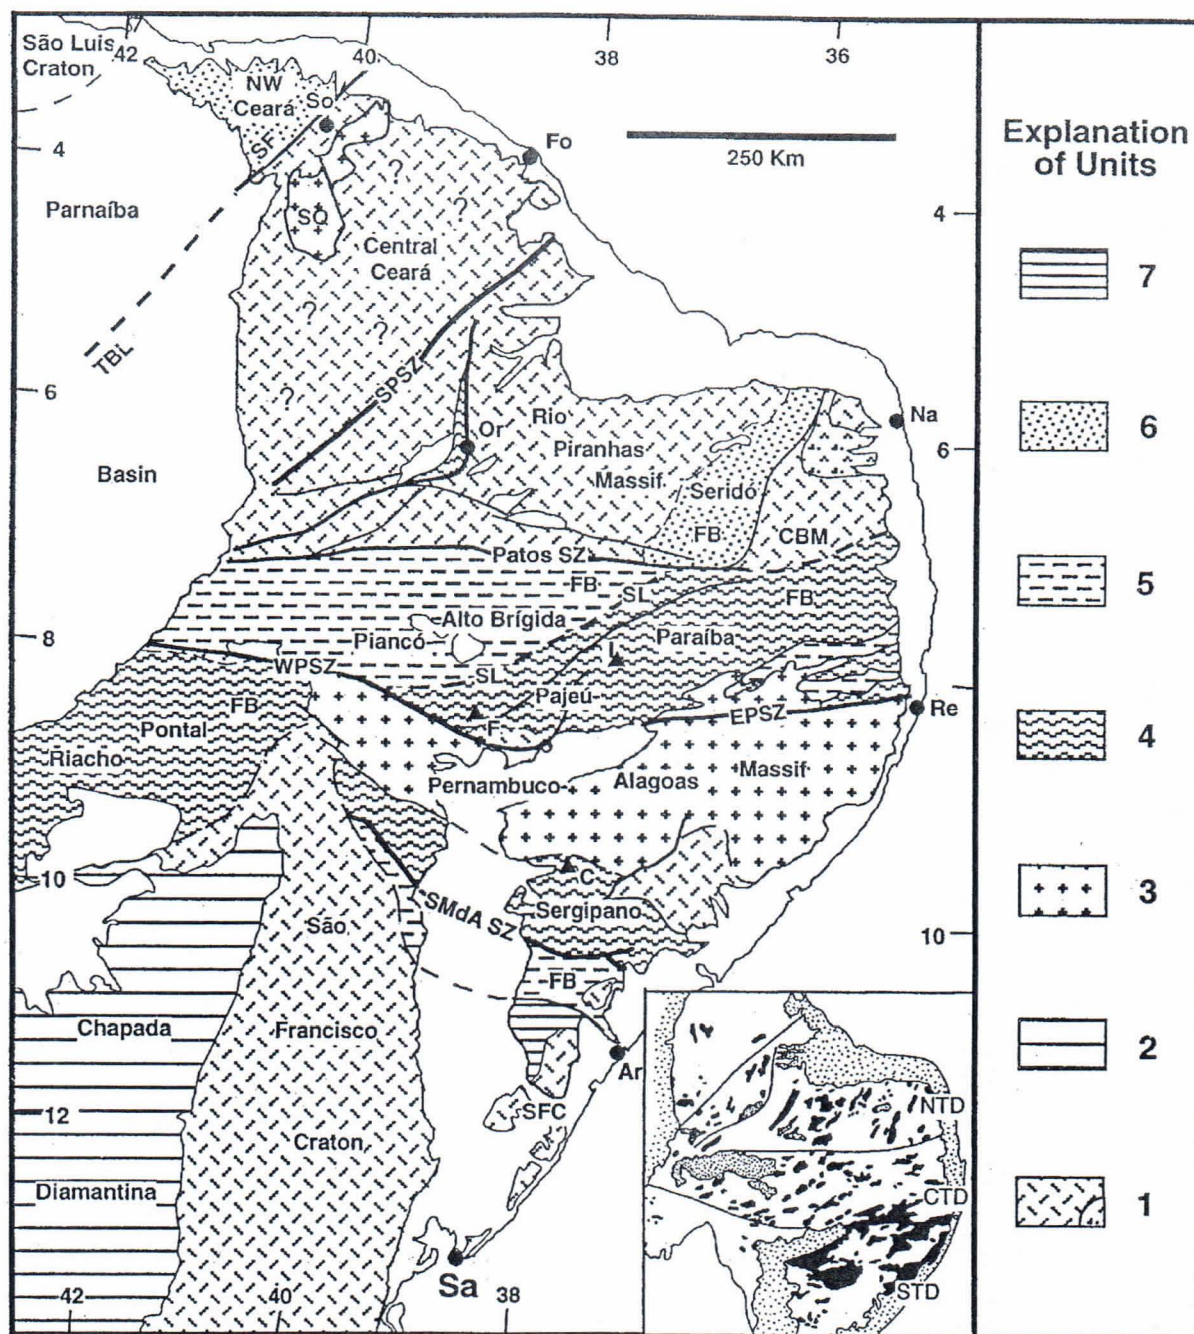 São Luis
Craton
42
40
38
36
NW
Ceará
So
SF
4
Fo
250 Km
Parnaíba
SQ
4
Central
Ceará
?
?
?
?
?
TBL
SPSZ
6
Or
Rio
Piranhas
Massif
Na
6
Basin
Seridó
FB
CBM
Patos SZ
FB
SL
FB
Alto Brígida
Piancó
Paraíba
8
WPSZ
SL
L
Pajeú
FB
F
EPSZ
Re
Pontal
Riacho
Pernambuco-
Alagoas
Massif
10
C
Sergipano
SMdA SZ
São
10
FB
Chapada
Francisco
Ar
12
SFC
Craton
Diamantina
Sa
42
40
38
NTD
CTD
STD
Explanation
of Units
7
6
5
4
3
2
1